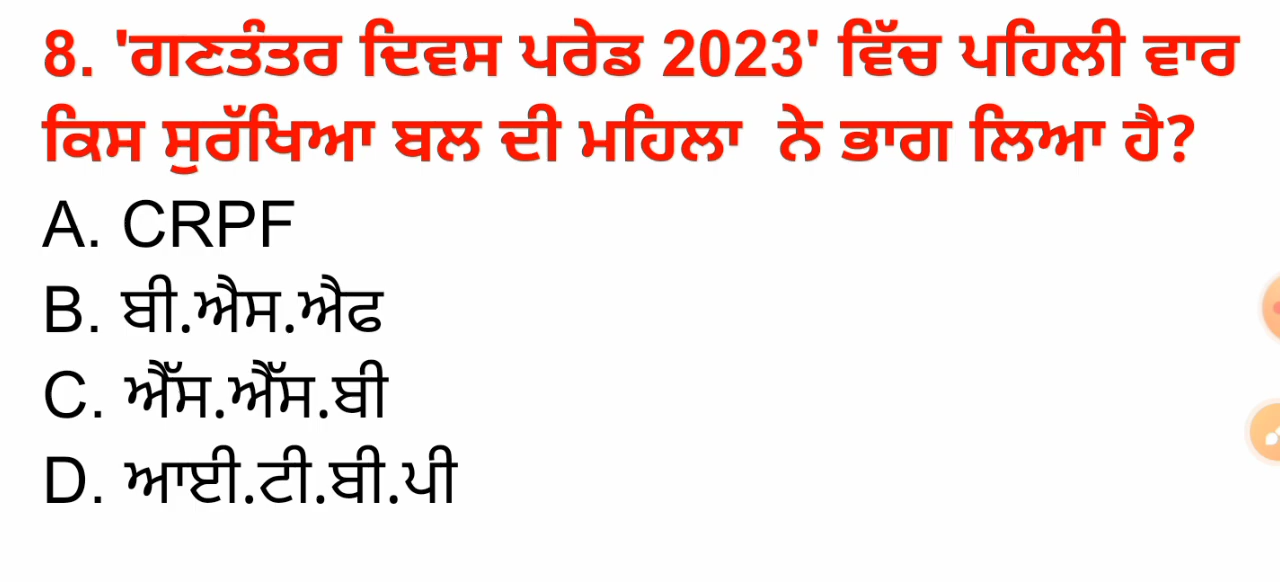 8. 'ਗਣਤੰਤਰ ਦਿਵਸ ਪਰੇਡ 2023' ਵਿੱਚ ਪਹਿਲੀ ਵਾਰ
ਕਿਸ ਸੁਰੱਖਿਆ ਬਲ ਦੀ ਮਹਿਲਾ ਨੇ ਭਾਗ ਲਿਆ ਹੈ?
A. CRPF
B. ਬੀ.ਐਸ.ਐਫ
C. ਐੱਸ.ਐੱਸ.ਬੀ
D. ਆਈ.ਟੀ.ਬੀ.ਪੀ